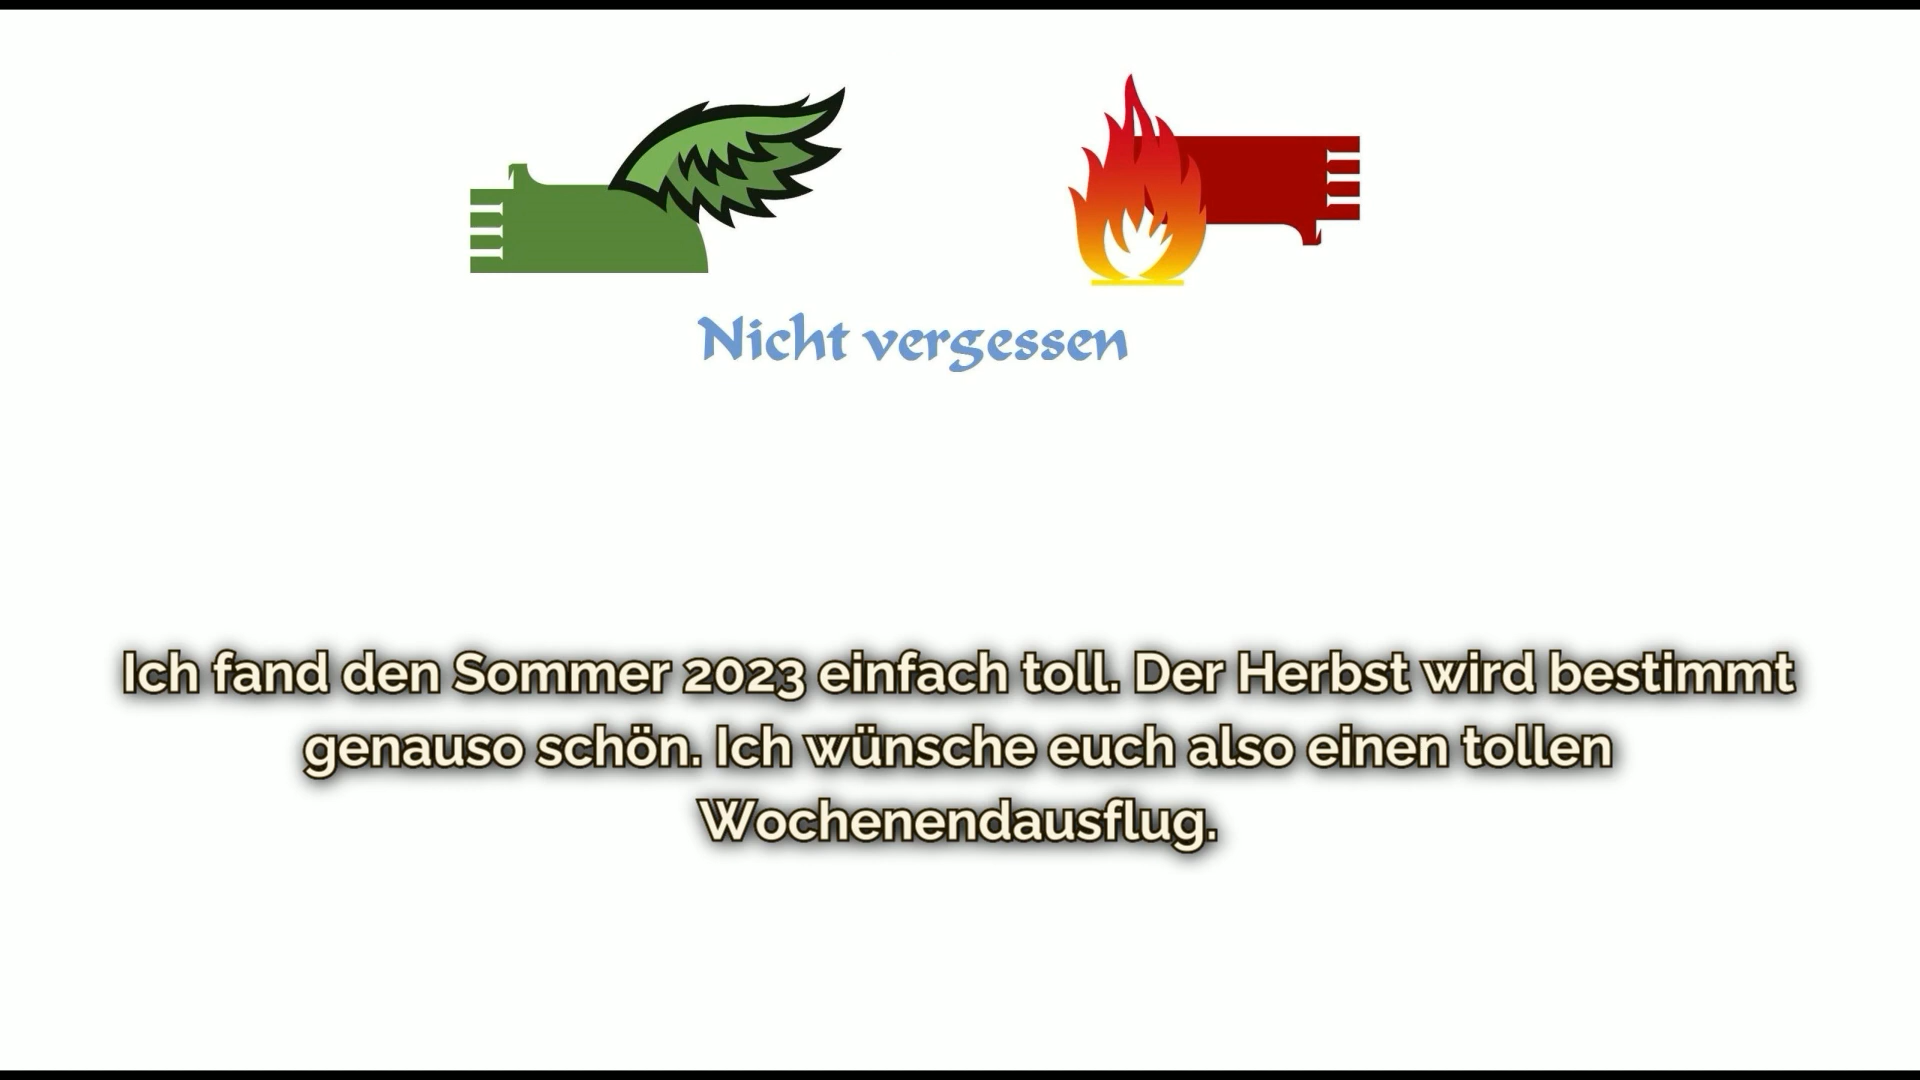 Nicht vergessen
Ich fand den Sommer 2023 einfach toll. Der Herbst wird bestimmt
genauso schön. Ich wünsche euch also einen tollen
Wochenendausflug.